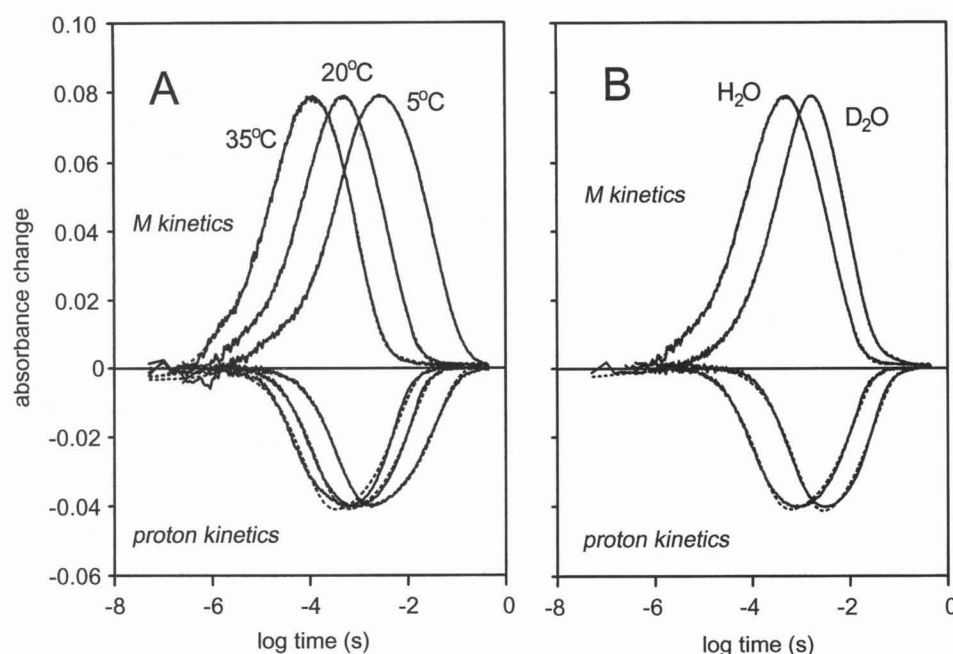 absorbance change
0.10
0.08
0.06
0.04
0.02
0
-0.02
-0.04
-0.06
A
35°C
20°C
5°C
M kinetics
proton kinetics
-8
-6
-4
-2
0
log time (s)
B
H₂O
D₂O
M kinetics
proton kinetics
-8
-6
-4
-2
0
log time (s)